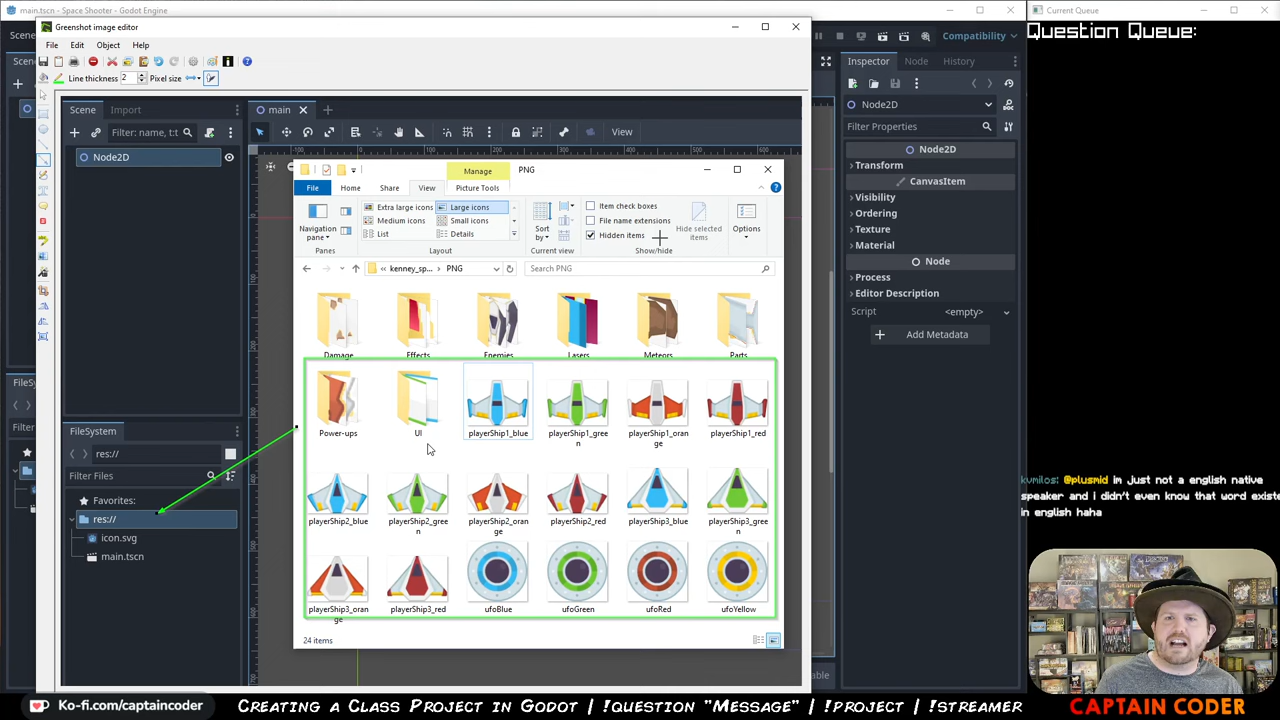 main.tscn - Space Shooter - Godot Engine
Current Queue
Greenshot image editor
Question Queue:
Scene
Compatibility
File Edit Object Help
Line thickness 2 Pixel size
Inspector Node History
Scene Import
main
Node2D
Filter: name, t:t
View
Filter Properties
Node2D
Node2D
Transform
CanvasItem
Visibility
Ordering
Texture
Material
Node
Process
Editor Description
Script <empty>
Add Metadata
Manage PNG
File Home Share View Picture Tools
Navigation pane
Extra large icons Large icons
Medium icons Small icons
List Details
Sort by
Item check boxes
File name extensions
Hidden items
Hide selected items
Options
Panes Layout Current view Show/hide
« kenney_sp... › PNG
Search PNG
Damage Effects Enemies Lasers Meteors Parts
Power-ups UI playerShip1_blue playerShip1_green playerShip1_orange playerShip1_red
playerShip2_blue playerShip2_green playerShip2_orange playerShip2_red playerShip3_blue playerShip3_green
playerShip3_orange playerShip3_red ufoBlue ufoGreen ufoRed ufoYellow
24 items
FileSystem
res://
Filter Files
Favorites:
res://
icon.svg
main.tscn
kvmilos: @plusmid im just not a english native
speaker and i didn't even know that word existe
in english haha
Ko-fi.com/captaincoder
Creating a Class Project in Godot | !question "Message" | !project | !streamer
CAPTAIN CODER